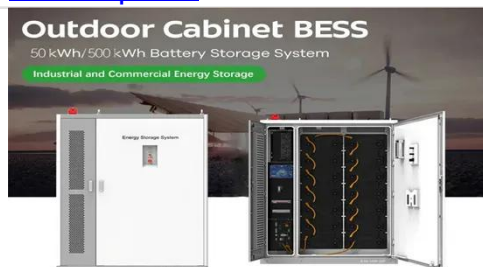 Outdoor Cabinet BESS
50 kWh/500 kWh Battery Storage System
Industrial and Commercial Energy Storage
Energy Storage System